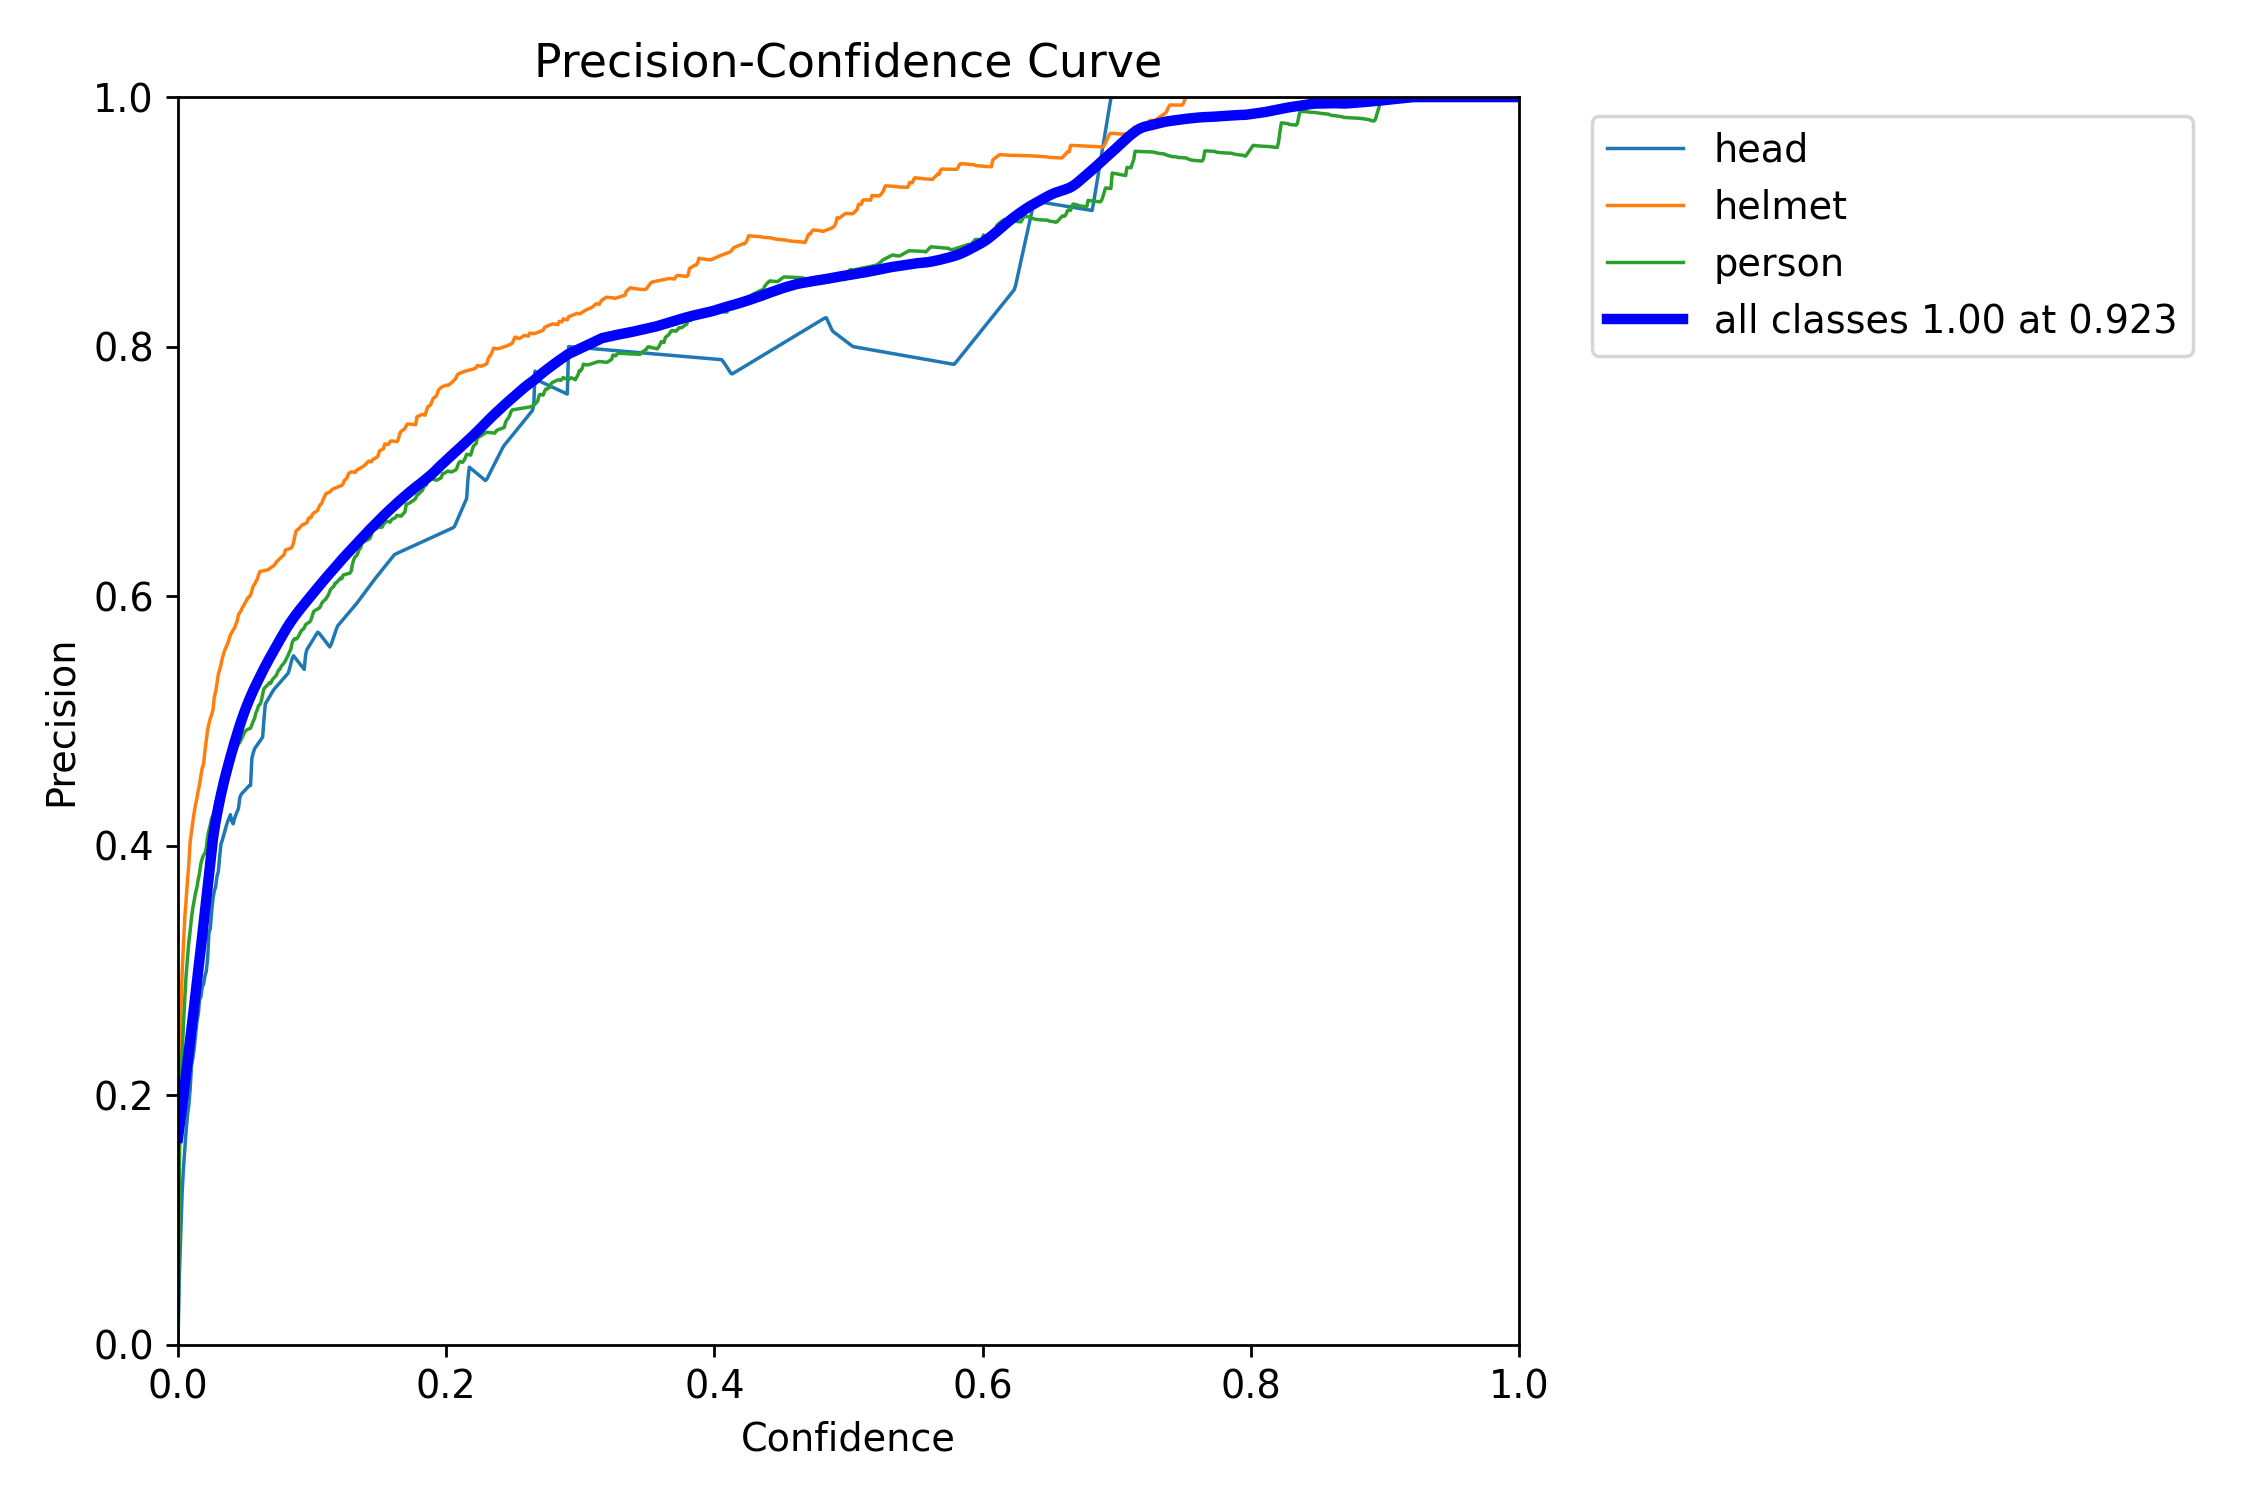 Precision-Confidence Curve
1.0
0.8
0.6
0.4
0.2
0.0
Precision
0.0 0.2 0.4 0.6 0.8 1.0
Confidence
head
helmet
person
all classes 1.00 at 0.923